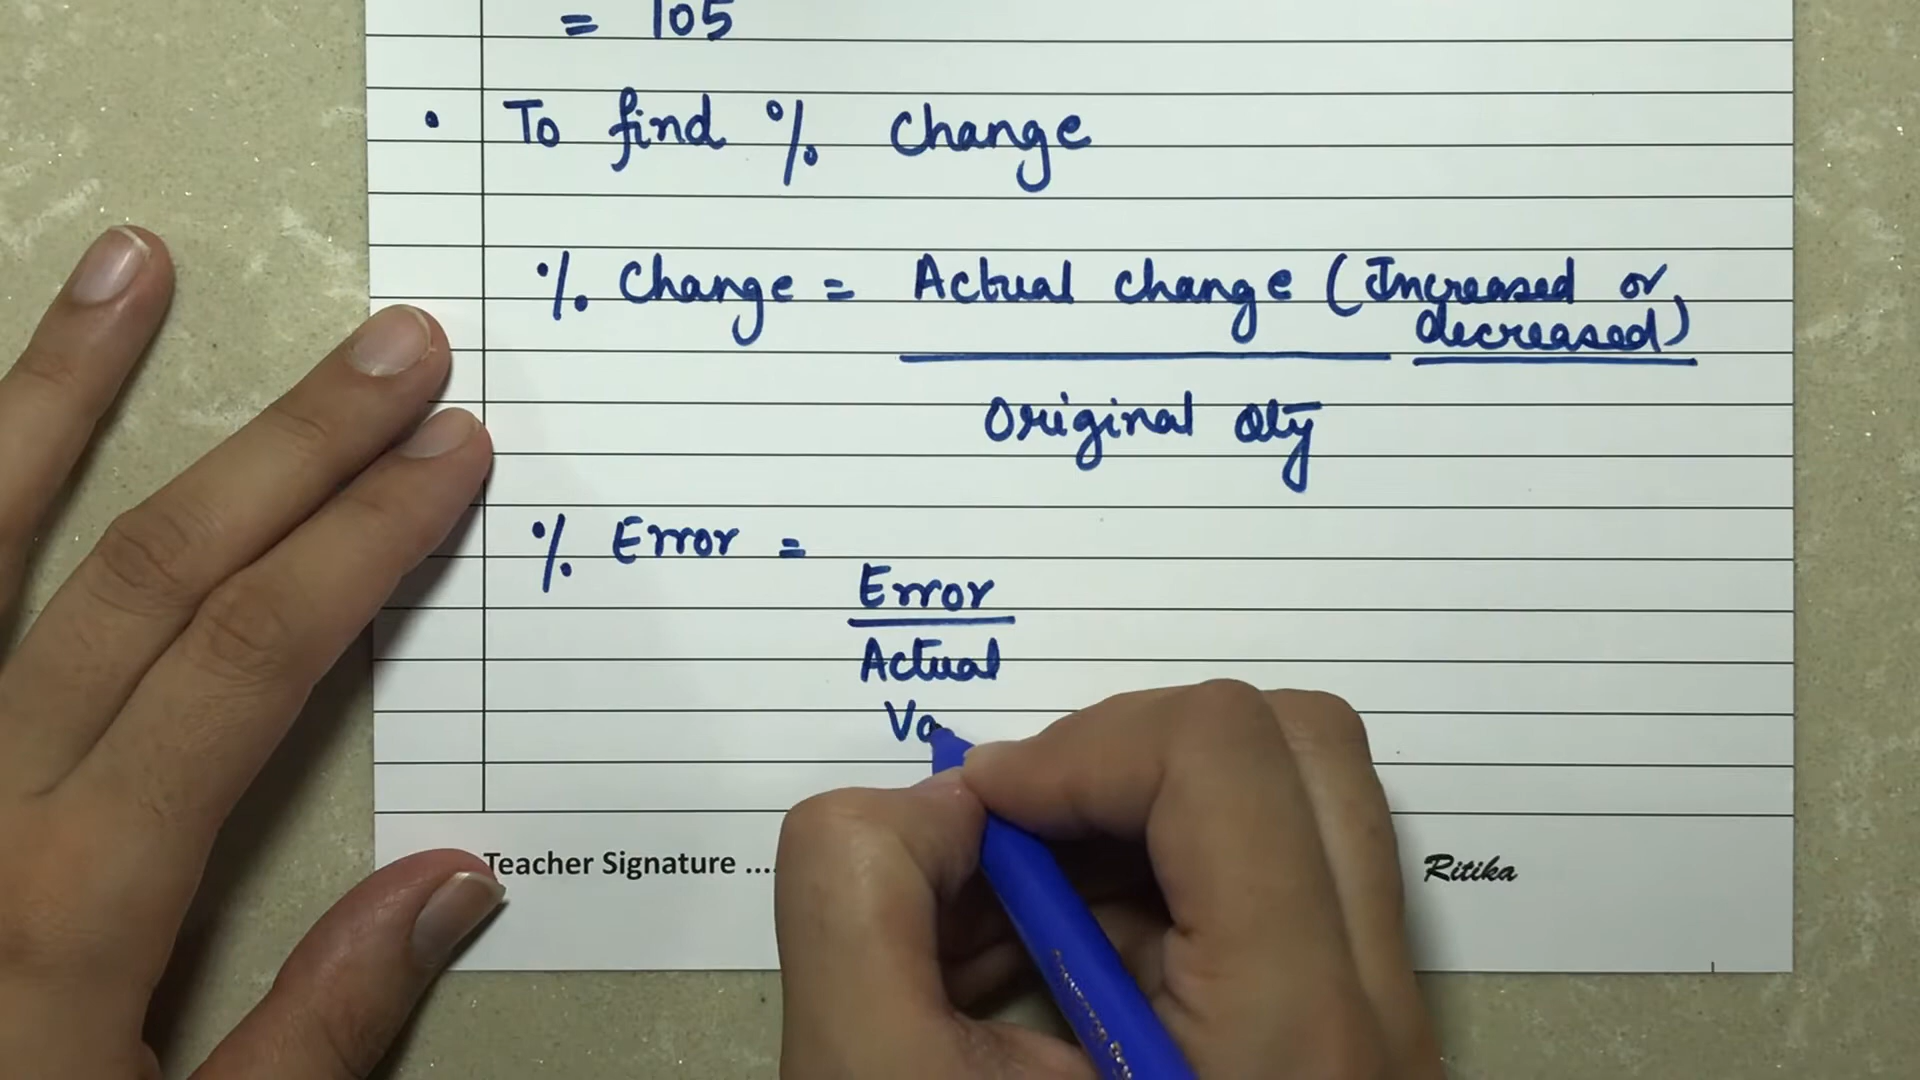 = 105
• To find % change
% Change = Actual change (Increased or decreased)
Original Qty
% Error =
Error
Actual
Va
Teacher Signature ....
Ritika